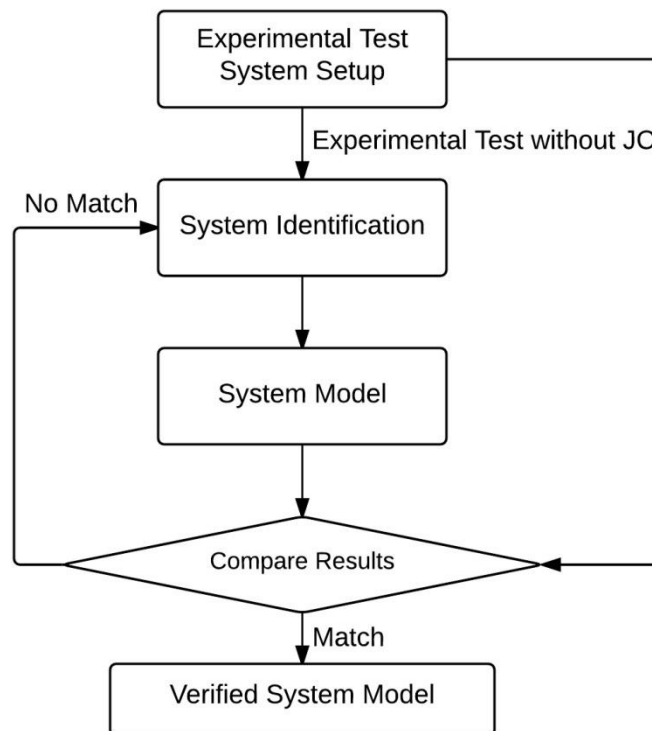 Experimental Test
System Setup
Experimental Test without JC
No Match
System Identification
System Model
Compare Results
Match
Verified System Model